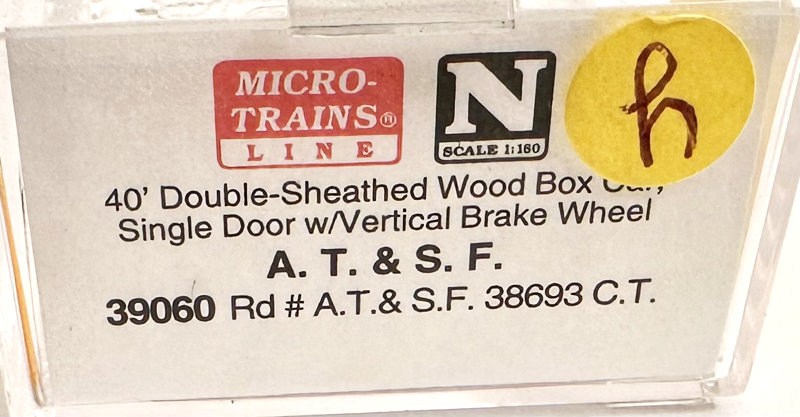 MICRO-
TRAINS®
LINE
N
SCALE 1:160
h
40' Double-Sheathed Wood Box Car,
Single Door w/Vertical Brake Wheel
A. T. & S. F.
39060 Rd # A.T.& S.F. 38693 C.T.